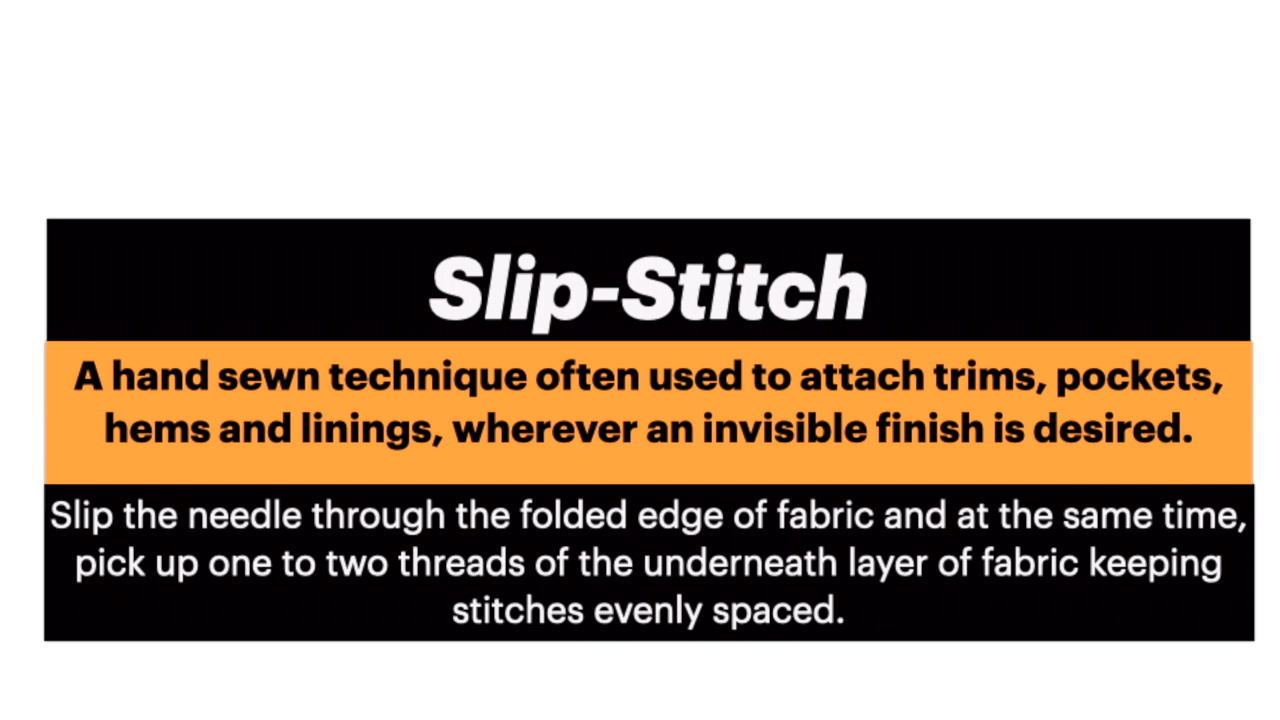 Slip-Stitch
A hand sewn technique often used to attach trims, pockets,
hems and linings, wherever an invisible finish is desired.
Slip the needle through the folded edge of fabric and at the same time,
pick up one to two threads of the underneath layer of fabric keeping
stitches evenly spaced.